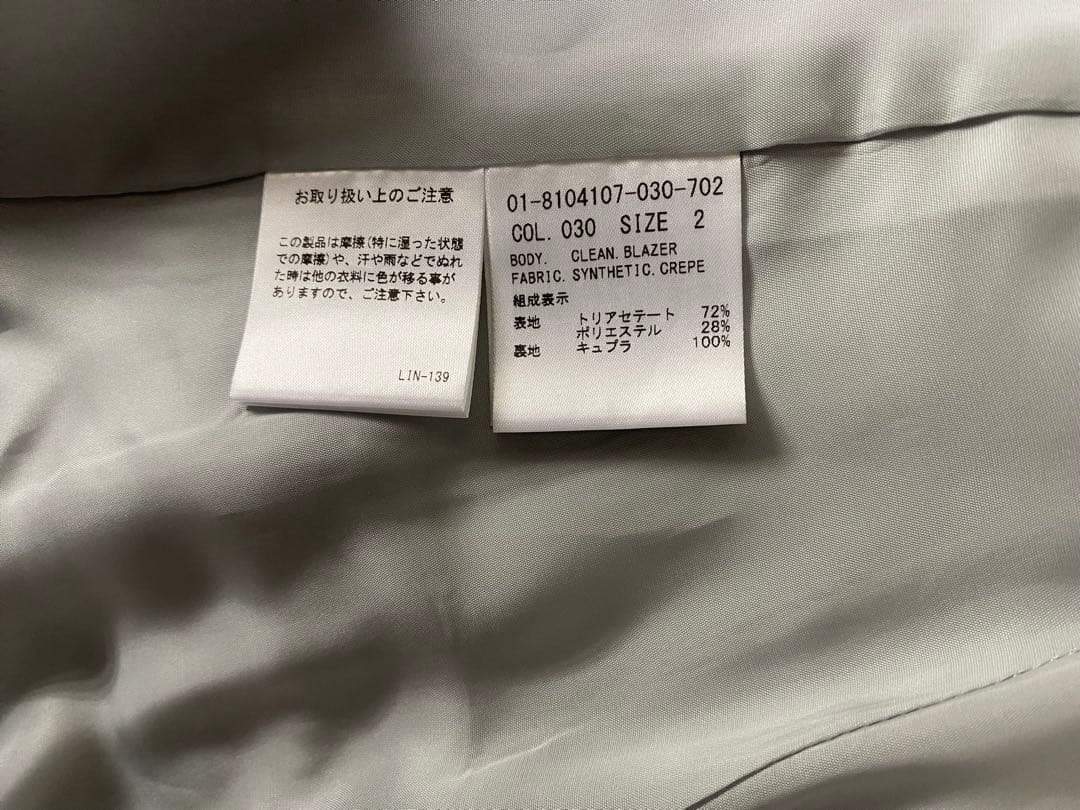 お取り扱い上のご注意
この製品は摩擦(特に湿った状態
での摩擦)や、汗や雨などでぬれ
た時は他の衣料に色が移る事が
ありますので、ご注意下さい。
LIN-139
01-8104107-030-702
COL. 030 SIZE 2
BODY. CLEAN. BLAZER
FABRIC. SYNTHETIC. CREPE
組成表示
表地 トリアセテート 72%
ポリエステル 28%
裏地 キュプラ 100%